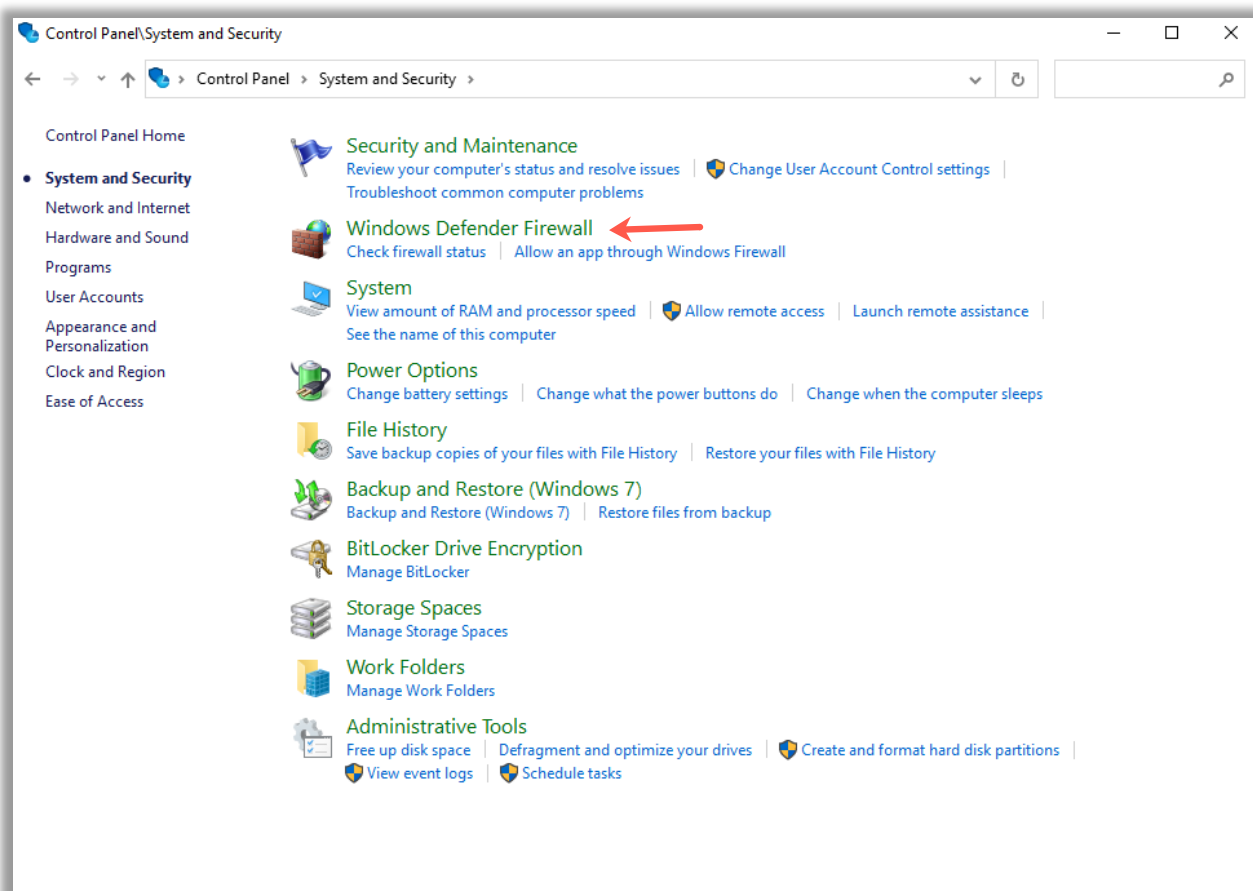 Control Panel\System and Security
Control Panel > System and Security >
Control Panel Home
System and Security
Network and Internet
Hardware and Sound
Programs
User Accounts
Appearance and
Personalization
Clock and Region
Ease of Access
Security and Maintenance
Review your computer's status and resolve issues
Change User Account Control settings
Troubleshoot common computer problems
Windows Defender Firewall
Check firewall status
Allow an app through Windows Firewall
System
View amount of RAM and processor speed
Allow remote access
Launch remote assistance
See the name of this computer
Power Options
Change battery settings
Change what the power buttons do
Change when the computer sleeps
File History
Save backup copies of your files with File History
Restore your files with File History
Backup and Restore (Windows 7)
Backup and Restore (Windows 7)
Restore files from backup
BitLocker Drive Encryption
Manage BitLocker
Storage Spaces
Manage Storage Spaces
Work Folders
Manage Work Folders
Administrative Tools
Free up disk space
Defragment and optimize your drives
Create and format hard disk partitions
View event logs
Schedule tasks